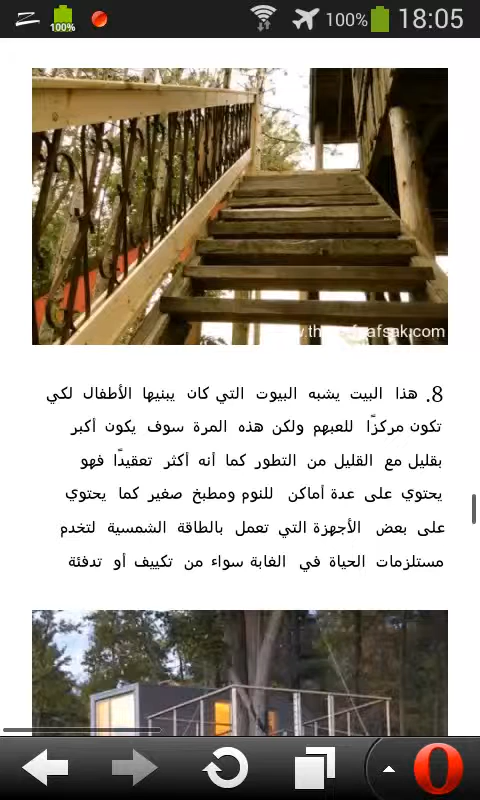 100%
100%
18:05
8. هذا البيت يشبه البيوت التي كان يبنيها الأطفال لكي
تكون مركزًا للعبهم ولكن هذه المرة سوف يكون أكبر
بقليل مع القليل من التطور كما أنه أكثر تعقيدًا فهو
يحتوي على عدة أماكن للنوم ومطبخ صغير كما يحتوي
على بعض الأجهزة التي تعمل بالطاقة الشمسية لتخدم
مستلزمات الحياة في الغابة سواء من تكييف أو تدفئة